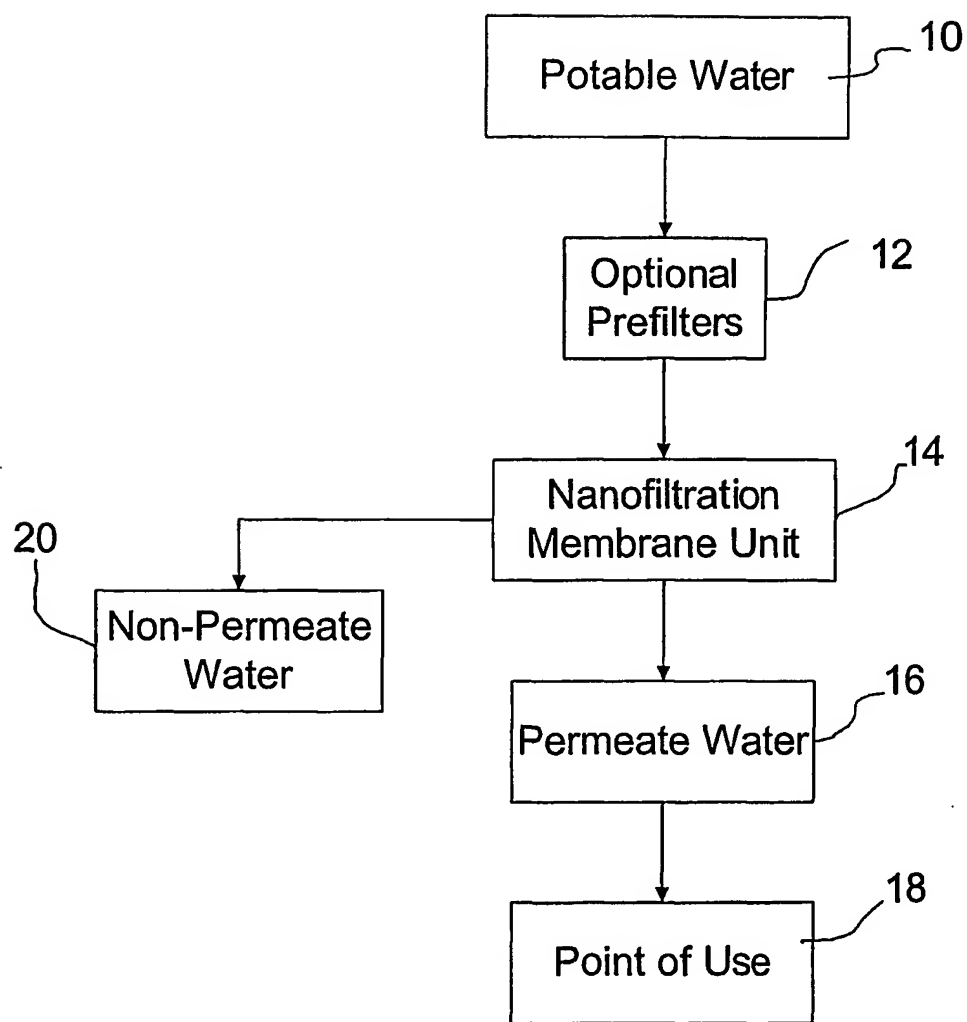 Potable Water
10
Optional
Prefilters
12
Nanofiltration
Membrane Unit
14
20
Non-Permeate
Water
Permeate Water
16
Point of Use
18